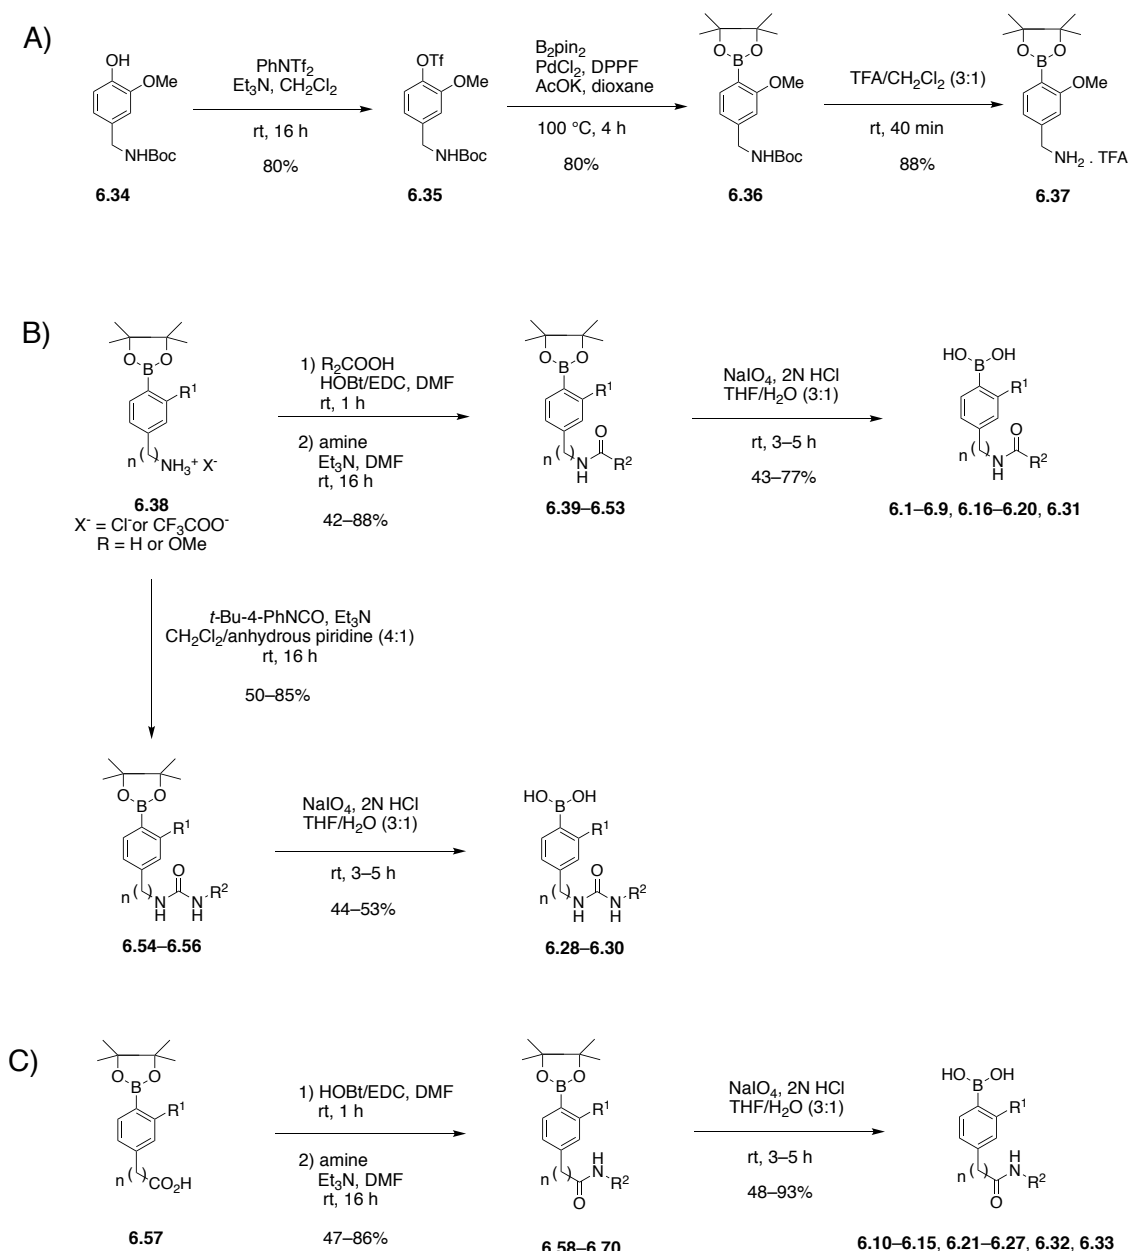 A)
OH
OMe
NHBoc
6.34
PhNTf2
Et3N, CH2Cl2
rt, 16 h
80%
OTf
OMe
NHBoc
6.35
B2pin2
PdCl2, DPPF
AcOK, dioxane
100 °C, 4 h
80%
O O
B
OMe
NHBoc
6.36
TFA/CH2Cl2 (3:1)
rt, 40 min
88%
O O
B
OMe
NH2 . TFA
6.37
B)
O O
B
R1
n ( )
NH3+ X-
6.38
X- = Cl-or CF3COO-
R = H or OMe
1) R2COOH
HOBt/EDC, DMF
rt, 1 h
2) amine
Et3N, DMF
rt, 16 h
42–88%
O O
B
R1
O
n ( ) N R2
H
6.39–6.53
NaIO4, 2N HCl
THF/H2O (3:1)
rt, 3–5 h
43–77%
HO OH
B
R1
O
n ( ) N R2
H
6.1–6.9, 6.16–6.20, 6.31
t-Bu-4-PhNCO, Et3N
CH2Cl2/anhydrous piridine (4:1)
rt, 16 h
50–85%
O O
B
R1
O
n ( ) N N R2
H H
6.54–6.56
NaIO4, 2N HCl
THF/H2O (3:1)
rt, 3–5 h
44–53%
HO OH
B
R1
O
n ( ) N N R2
H H
6.28–6.30
C)
O O
B
R1
n ( )
CO2H
6.57
1) HOBt/EDC, DMF
rt, 1 h
2) amine
Et3N, DMF
rt, 16 h
47–86%
O O
B
R1
H
n ( ) N R2
O
6.58–6.70
NaIO4, 2N HCl
THF/H2O (3:1)
rt, 3–5 h
48–93%
HO OH
B
R1
H
n ( ) N R2
O
6.10–6.15, 6.21–6.27, 6.32, 6.33